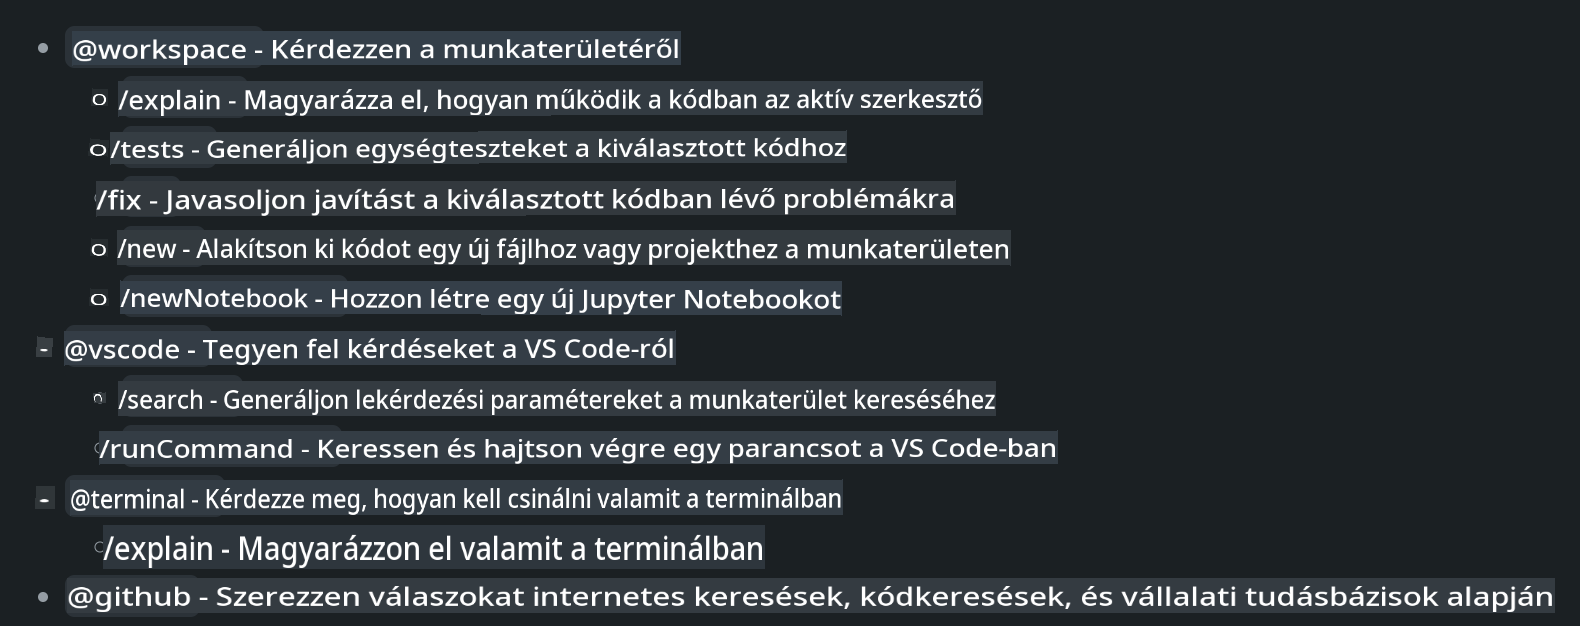 @workspace - Kérdezzen a munkaterületéről
/explain - Magyarázza el, hogyan működik a kódban az aktív szerkesztő
/tests - Generáljon egységteszteket a kiválasztott kódhoz
/fix - Javasoljon javítást a kiválasztott kódban lévő problémákra
/new - Alakítson ki kódot egy új fájlhoz vagy projekthez a munkaterületen
/newNotebook - Hozzon létre egy új Jupyter Notebookot
- @vscode - Tegyen fel kérdéseket a VS Code-ról
/search - Generáljon lekérdezési paramétereket a munkaterület kereséséhez
/runCommand - Keressen és hajtson végre egy parancsot a VS Code-ban
- @terminal - Kérdezze meg, hogyan kell csinálni valamit a terminálban
/explain - Magyarázzon el valamit a terminálban
@github - Szerezzen válaszokat internetes keresések, kódkeresések, és vállalati tudásbázisok alapján